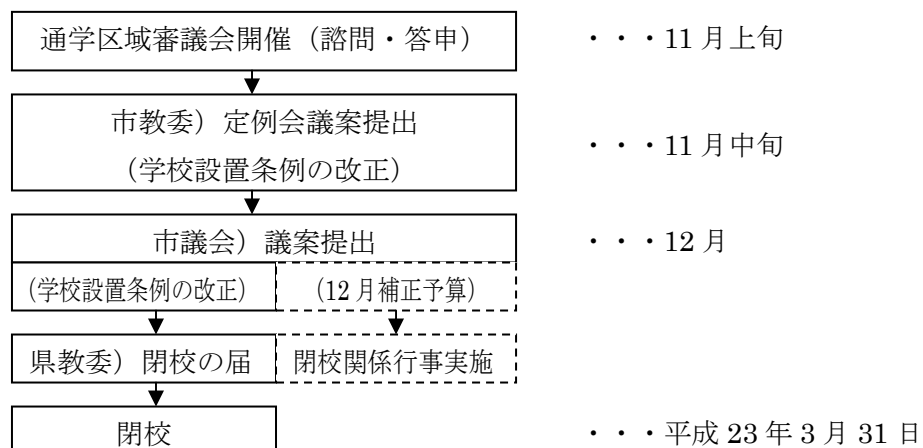 通学区域審議会開催（諮問・答申） ・・・11月上旬
市教委）定例会議案提出
（学校設置条例の改正）
・・・11月中旬
市議会）議案提出 ・・・12月
（学校設置条例の改正） （12月補正予算）
県教委）閉校の届 閉校関係行事実施
閉校 ・・・平成23年3月31日